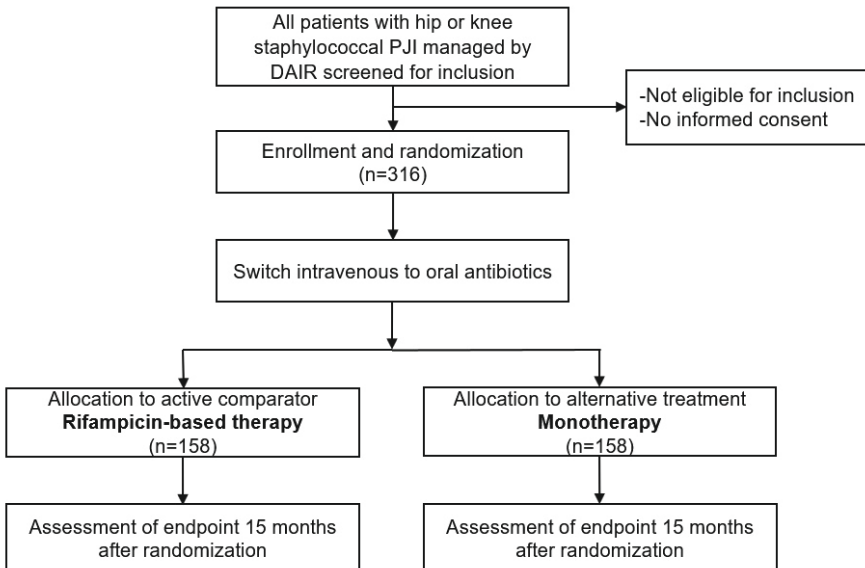 All patients with hip or knee
staphylococcal PJI managed by
DAIR screened for inclusion
-Not eligible for inclusion
-No informed consent
Enrollment and randomization
(n=316)
Switch intravenous to oral antibiotics
Allocation to active comparator
Rifampicin-based therapy
(n=158)
Allocation to alternative treatment
Monotherapy
(n=158)
Assessment of endpoint 15 months
after randomization
Assessment of endpoint 15 months
after randomization